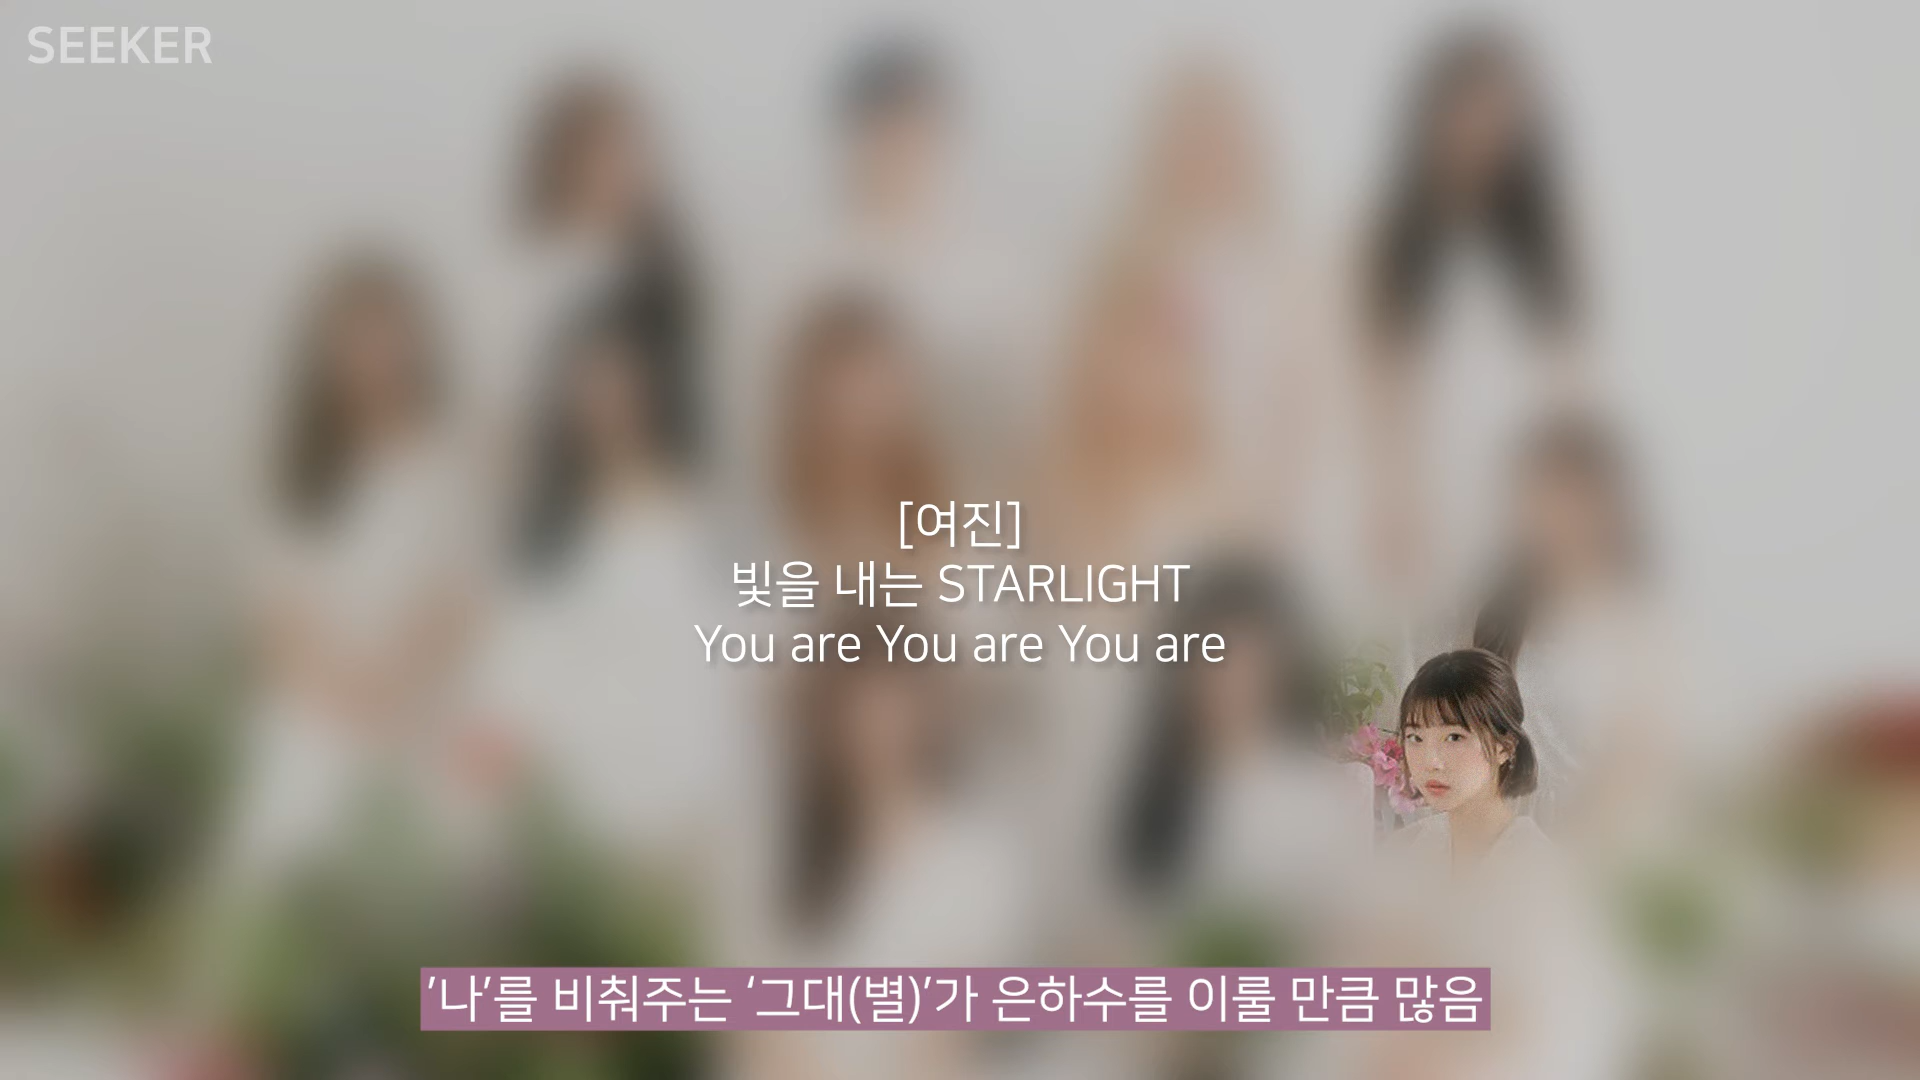 SEEKER
[여진]
빛을 내는 STARLIGHT
You are You are You are
'나'를 비춰주는 ‘그대(별)’가 은하수를 이룰 만큼 많음